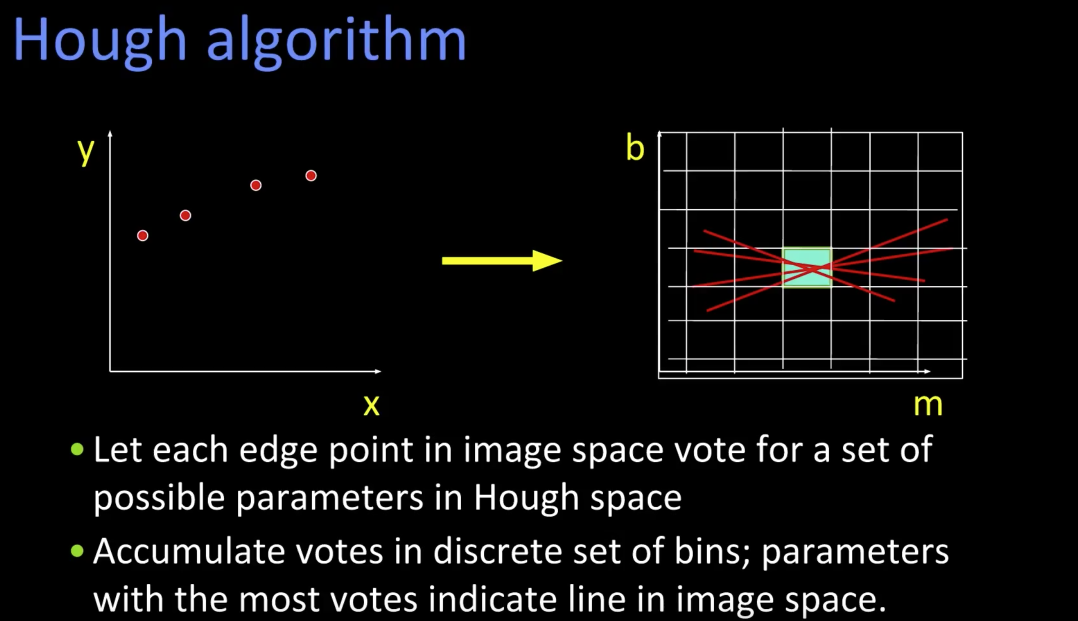 Hough algorithm
y
b
x
m
• Let each edge point in image space vote for a set of
possible parameters in Hough space
• Accumulate votes in discrete set of bins; parameters
with the most votes indicate line in image space.